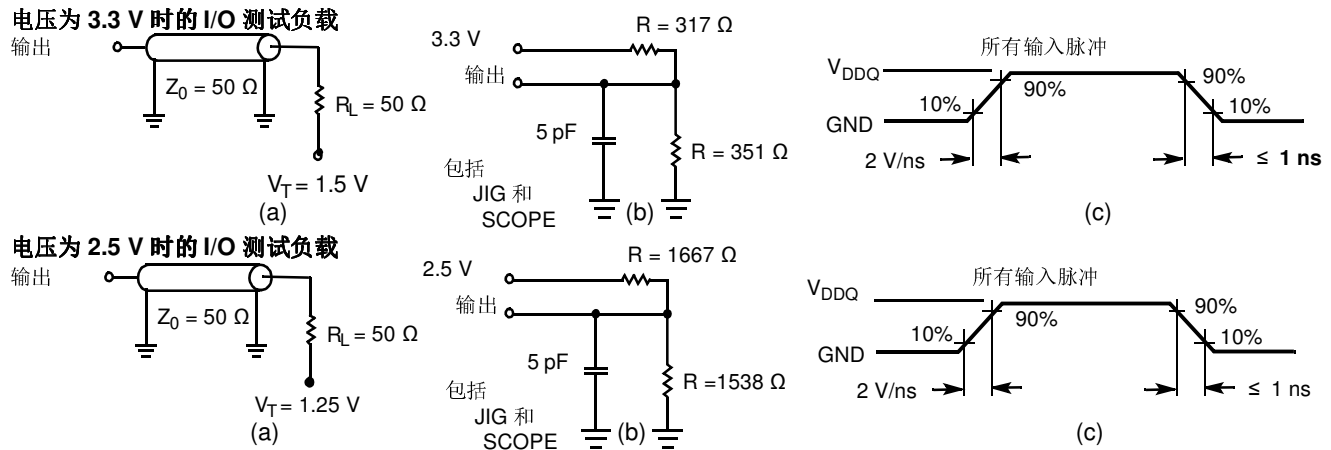 电压为 3.3 V 时的 I/O 测试负载
输出
Z0 = 50 Ω
RL = 50 Ω
VT = 1.5 V
(a)
3.3 V
R = 317 Ω
输出
5 pF
R = 351 Ω
包括
JIG 和
SCOPE
(b)
所有输入脉冲
VDDQ
90%
90%
10%
10%
GND
2 V/ns
≤ 1 ns
(c)
电压为 2.5 V 时的 I/O 测试负载
输出
Z0 = 50 Ω
RL = 50 Ω
VT = 1.25 V
(a)
2.5 V
R = 1667 Ω
输出
5 pF
R =1538 Ω
包括
JIG 和
SCOPE
(b)
所有输入脉冲
VDDQ
90%
90%
10%
10%
GND
2 V/ns
≤ 1 ns
(c)